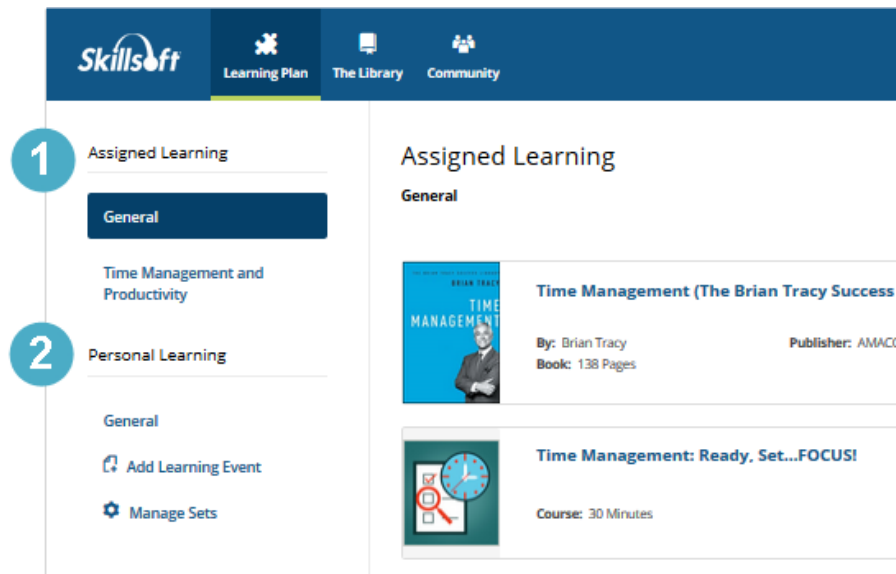 Skillsoft
Learning Plan
The Library
Community
1
Assigned Learning
General
Time Management and
Productivity
2
Personal Learning
General
Add Learning Event
Manage Sets
Assigned Learning
General
BRIAN TRACY
TIME
MANAGEMENT
Time Management (The Brian Tracy Success
By: Brian Tracy
Publisher: AMACO
Book: 138 Pages
Time Management: Ready, Set...FOCUS!
Course: 30 Minutes